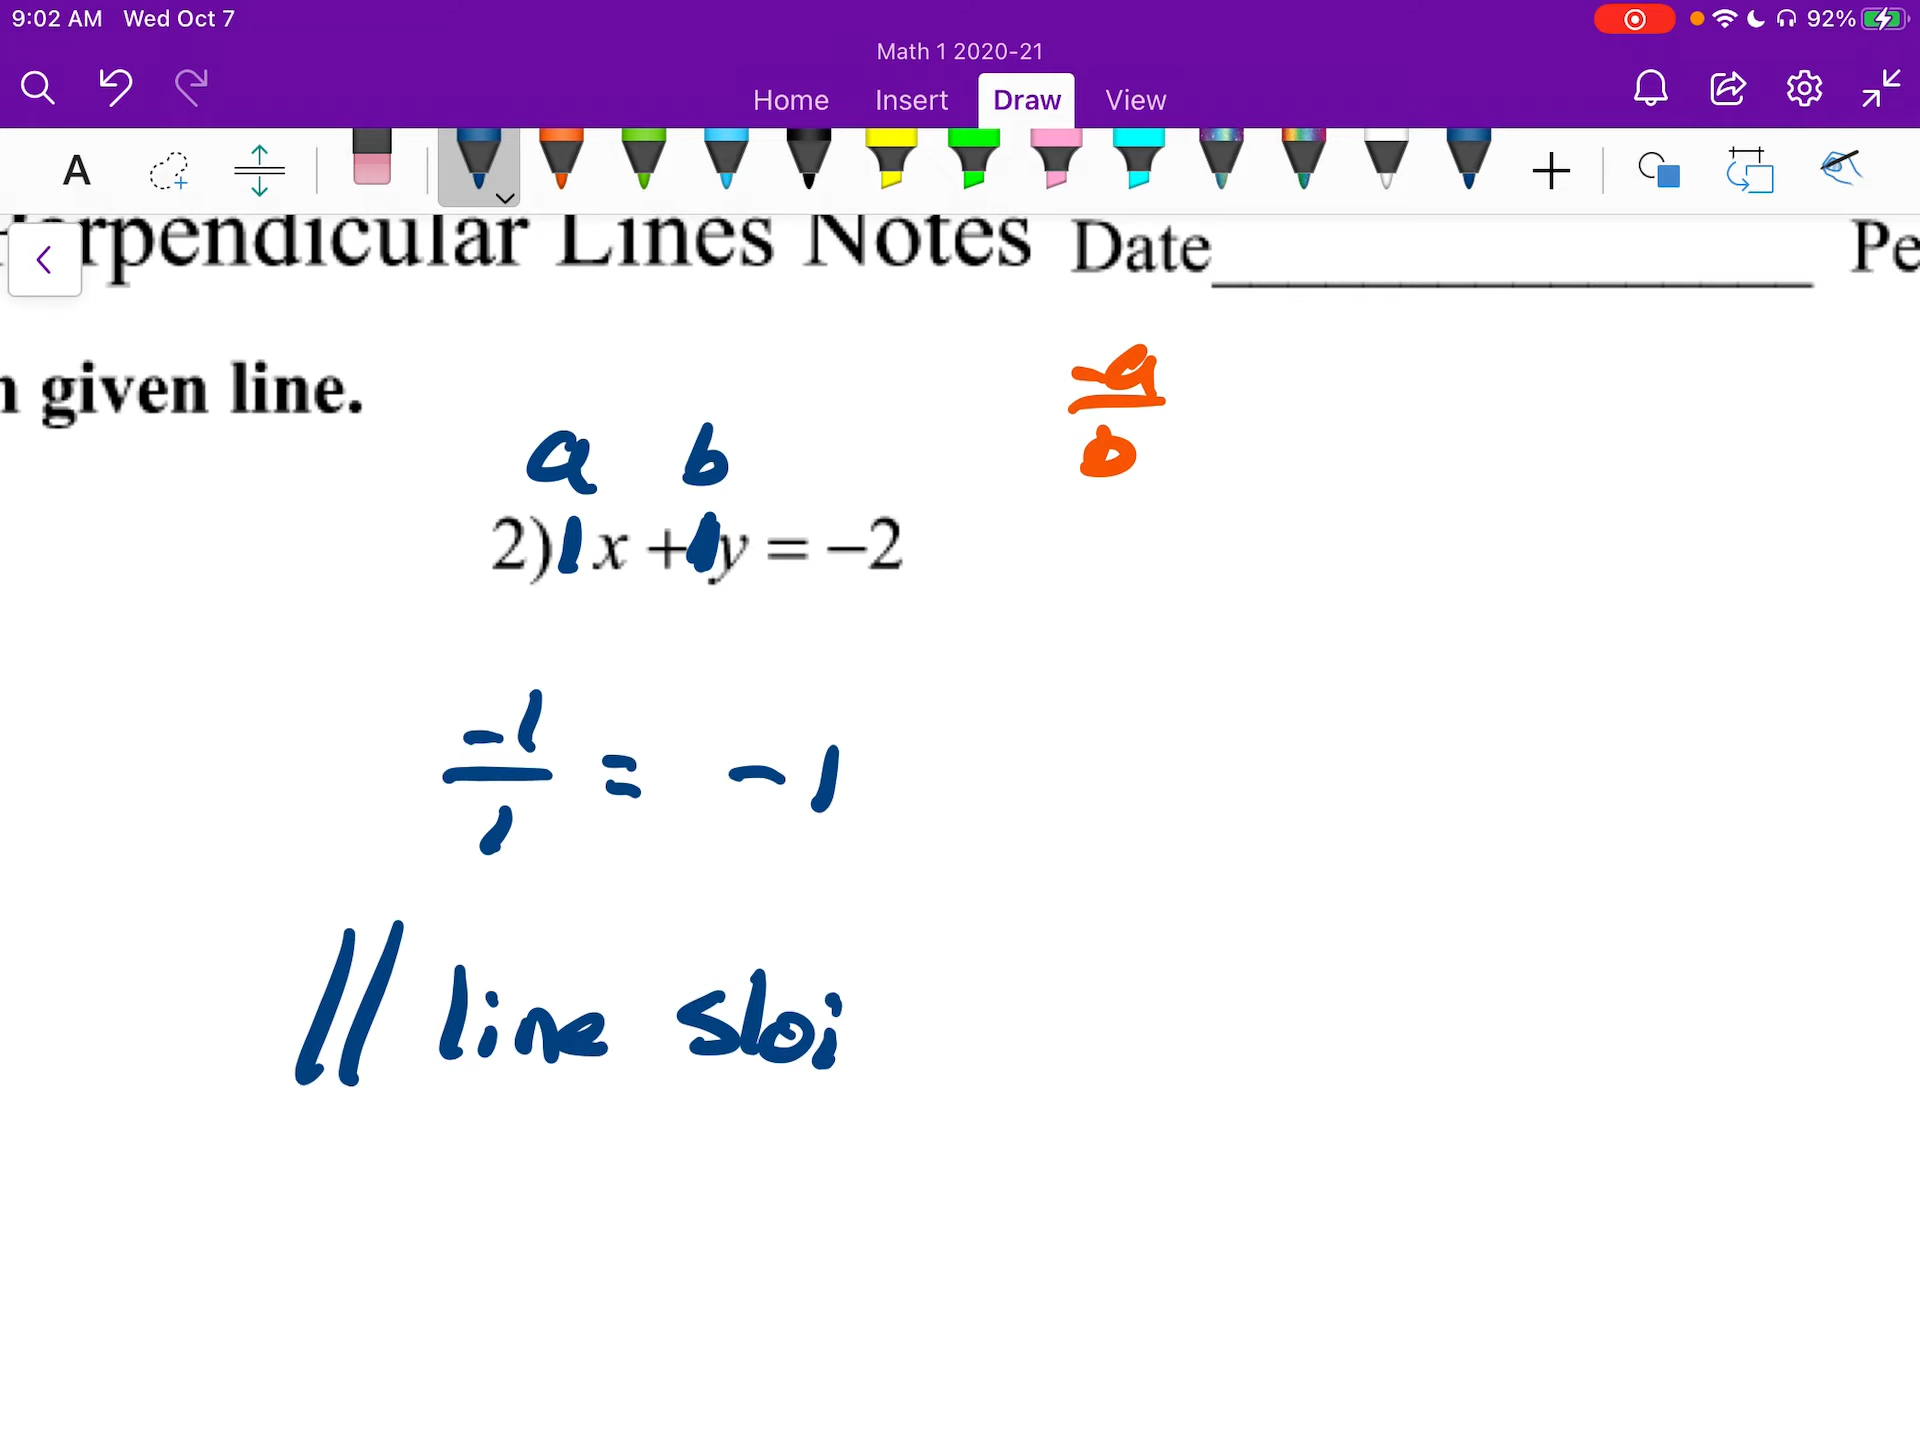 9:02 AM Wed Oct 7
92%
Math 1 2020-21
Home Insert Draw View
A
rpendicular Lines Notes Date Pe
n given line.
-a
b
a b
2) 1x + 1y = −2
-1
1
= -1
// line